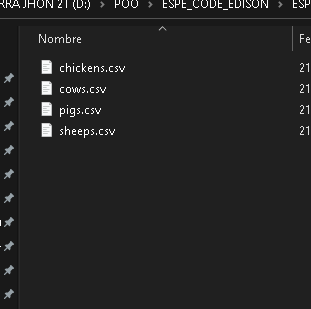 RRA JHON 21 (D:) > POO > ESPE_CODE_EDISON > ESP
Nombre Fe
chickens.csv 21
cows.csv 21
pigs.csv 21
sheeps.csv 21